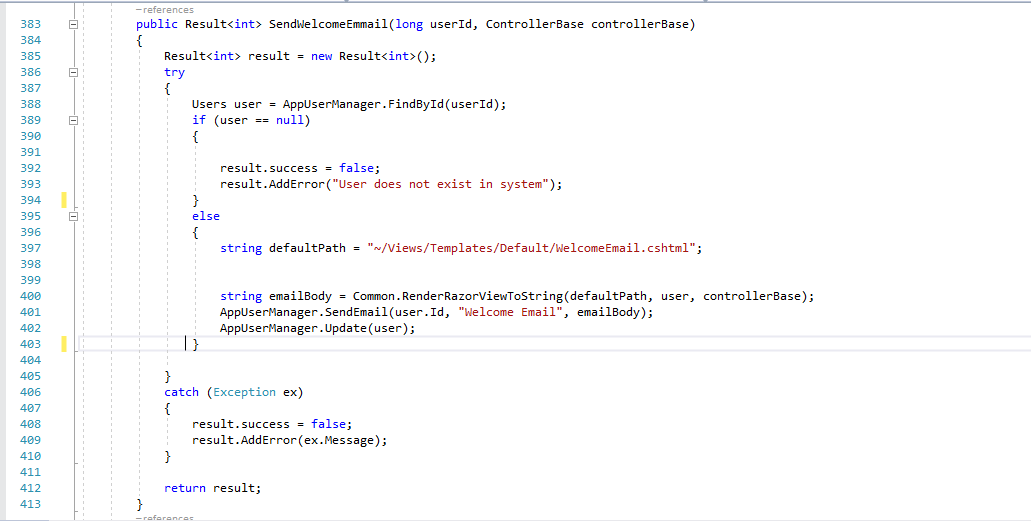 references
383 public Result<int> SendWelcomeEmmail(long userId, ControllerBase controllerBase)
384 {
385 Result<int> result = new Result<int>();
386 try
387 {
388 Users user = AppUserManager.FindById(userId);
389 if (user == null)
390 {
391
392 result.success = false;
393 result.AddError("User does not exist in system");
394 }
395 else
396 {
397 string defaultPath = "~/Views/Templates/Default/WelcomeEmail.cshtml";
398
399
400 string emailBody = Common.RenderRazorViewToString(defaultPath, user, controllerBase);
401 AppUserManager.SendEmail(user.Id, "Welcome Email", emailBody);
402 AppUserManager.Update(user);
403 }
404
405 }
406 catch (Exception ex)
407 {
408 result.success = false;
409 result.AddError(ex.Message);
410 }
411
412 return result;
413 }
references